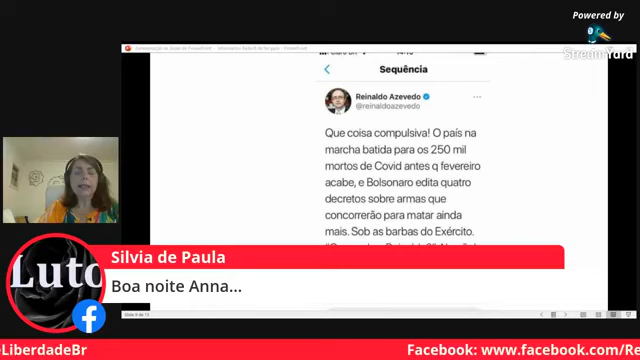 Powered by
StreamYard
Sequência
Reinaldo Azevedo
@reinaldoazevedo
Que coisa compulsiva! O país na
marcha batida para os 250 mil
mortos de Covid antes q fevereiro
acabe, e Bolsonaro edita quatro
decretos sobre armas que
concorrerão para matar ainda
mais. Sob as barbas do Exército.
Luto
Silvia de Paula
Boa noite Anna...
eLiberdadeBr
Facebook: www.facebook.com/Re